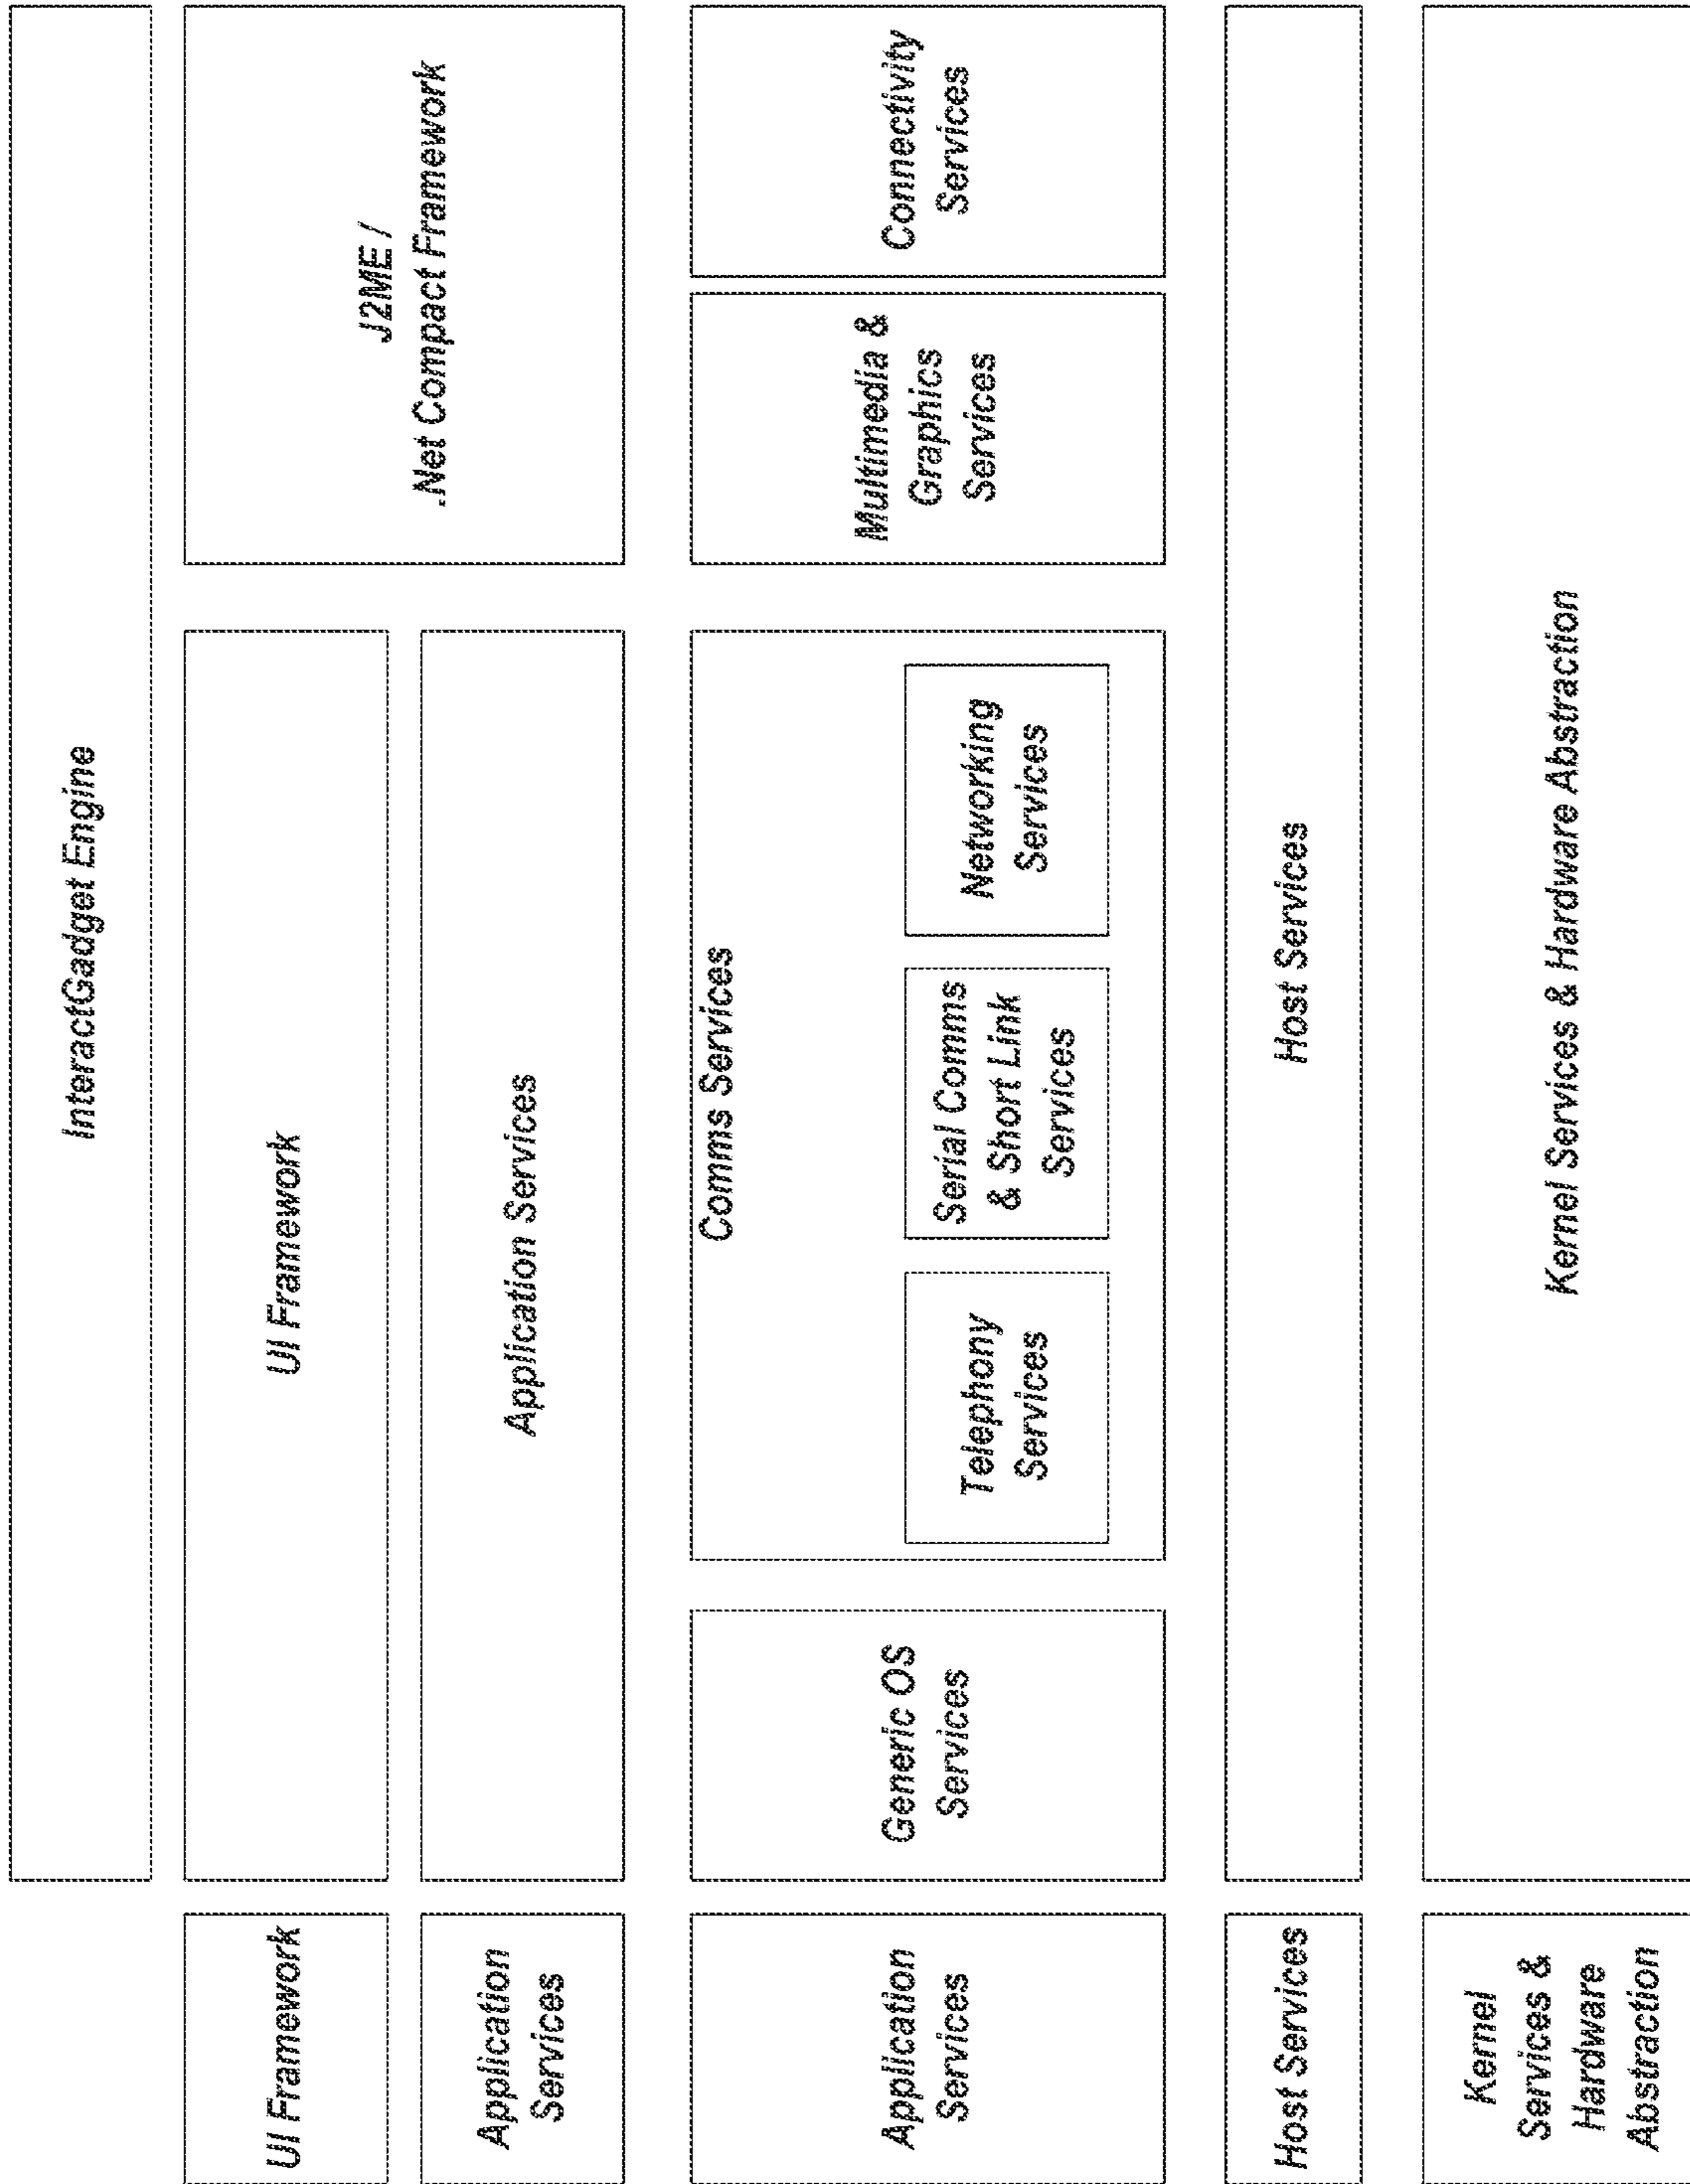 InteractGadget Engine
UI Framework
UI Framework
J2ME /
.Net Compact Framework
Application
Services
Application Services
Application
Services
Generic OS
Services
Comms Services
Telephony
Services
Serial Comms
& Short Link
Services
Networking
Services
Multimedia &
Graphics
Services
Connectivity
Services
Host Services
Host Services
Kernel
Services &
Hardware
Abstraction
Kernel Services & Hardware Abstraction